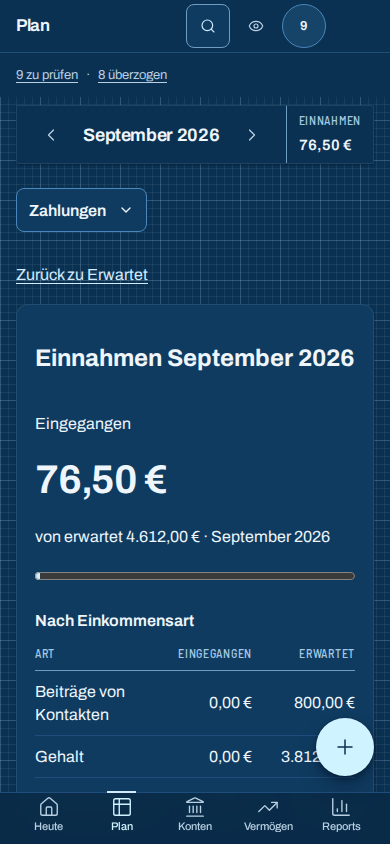 Plan
9
9 zu prüfen · 8 überzogen
September 2026
EINNAHMEN
76,50 €
Zahlungen
Zurück zu Erwartet
Einnahmen September 2026
Eingegangen
76,50 €
von erwartet 4.612,00 € · September 2026
Nach Einkommensart
ART EINGEGANGEN ERWARTET
Beiträge von
Kontakten
0,00 € 800,00 €
Gehalt 0,00 €
Heute Plan Konten Vermögen Reports